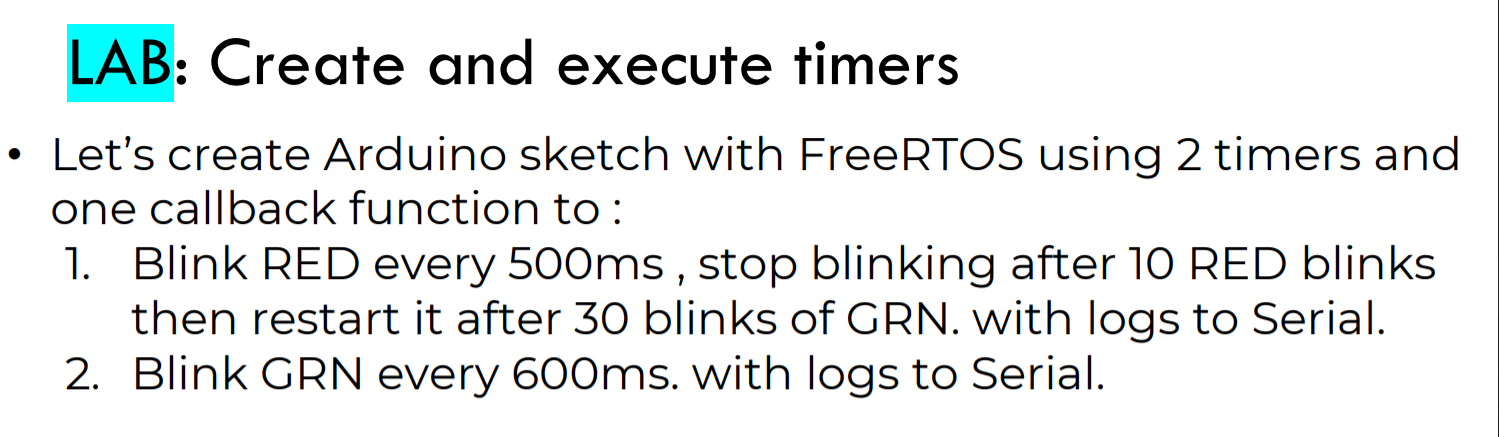 LAB: Create and execute timers
• Let’s create Arduino sketch with FreeRTOS using 2 timers and
one callback function to :
1. Blink RED every 500ms , stop blinking after 10 RED blinks
then restart it after 30 blinks of GRN. with logs to Serial.
2. Blink GRN every 600ms. with logs to Serial.